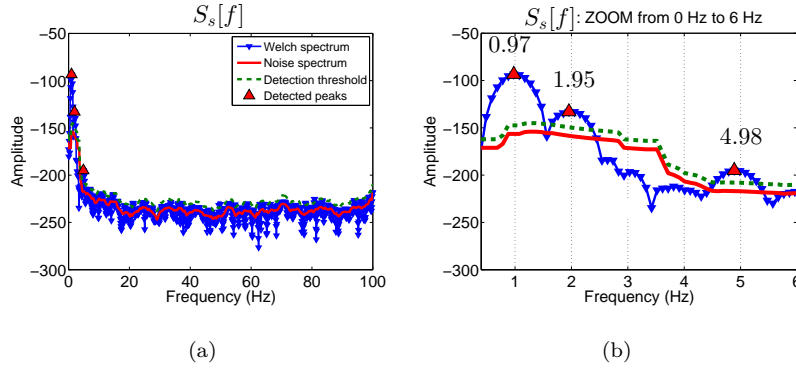 S_s[f]
−50
−100
−150
−200
−250
−300
Amplitude
0 20 40 60 80 100
Frequency (Hz)
Welch spectrum
Noise spectrum
Detection threshold
Detected peaks
(a)
S_s[f]: ZOOM from 0 Hz to 6 Hz
−50
−100
−150
−200
−250
−300
Amplitude
0.97
1.95
4.98
1 2 3 4 5 6
Frequency (Hz)
(b)